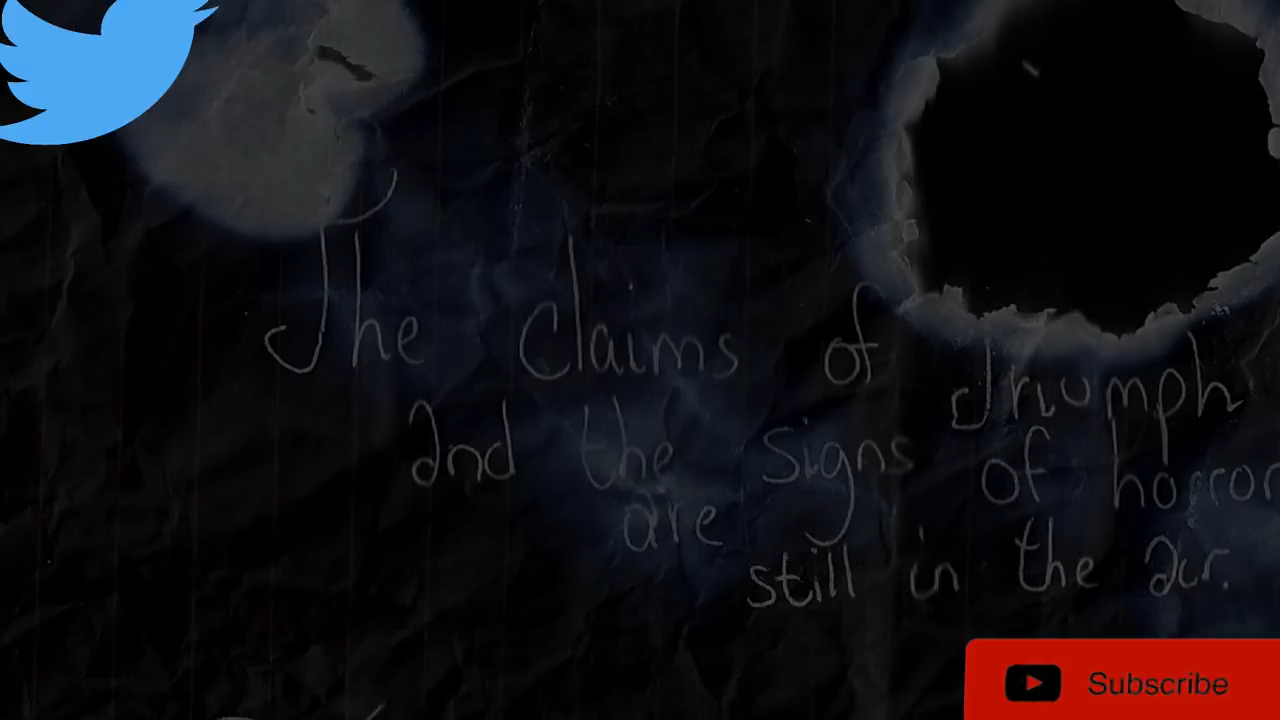 The Claims of Triumph
and the signs of horror
are
still in the air.
Subscribe